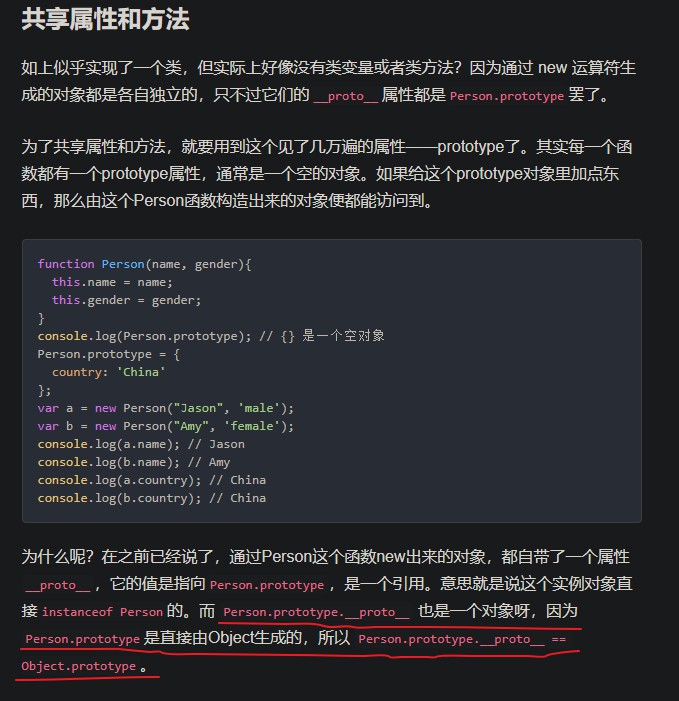 共享属性和方法
如上似乎实现了一个类，但实际上好像没有类变量或者类方法？因为通过 new 运算符生
成的对象都是各自独立的，只不过它们的 __proto__ 属性都是 Person.prototype 罢了。
为了共享属性和方法，就要用到这个见了几万遍的属性——prototype了。其实每一个函
数都有一个prototype属性，通常是一个空的对象。如果给这个prototype对象里加点东
西，那么由这个Person函数构造出来的对象便都能访问到。
function Person(name, gender){
  this.name = name;
  this.gender = gender;
}
console.log(Person.prototype); // {} 是一个空对象
Person.prototype = {
  country: 'China'
};
var a = new Person("Jason", 'male');
var b = new Person("Amy", 'female');
console.log(a.name); // Jason
console.log(b.name); // Amy
console.log(a.country); // China
console.log(b.country); // China
为什么呢？在之前已经说了，通过Person这个函数new出来的对象，都自带了一个属性
__proto__ ，它的值是指向 Person.prototype ，是一个引用。意思就是说这个实例对象直
接 instanceof Person 的。而 Person.prototype.__proto__ 也是一个对象呀，因为
Person.prototype 是直接由Object生成的，所以 Person.prototype.__proto__ ==
Object.prototype 。